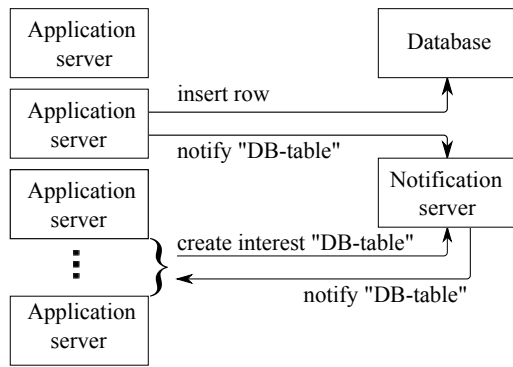 Application
server
Database
Application
server
insert row
notify "DB-table"
Application
server
Notification
server
create interest "DB-table"
notify "DB-table"
Application
server